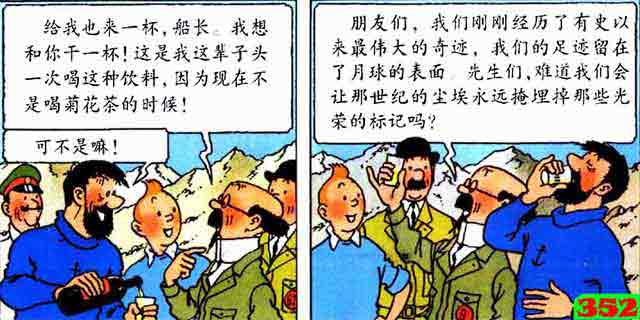 给我也来一杯，船长。我想
和你干一杯！这是我这辈子头
一次喝这种饮料，因为现在不
是喝菊花茶的时候！
可不是嘛！
朋友们，我们刚刚经历了有史以
来最伟大的奇迹，我们的足迹留在
了月球的表面。先生们，难道我们会
让那世纪的尘埃永远掩埋掉那些光
荣的标记吗？
352